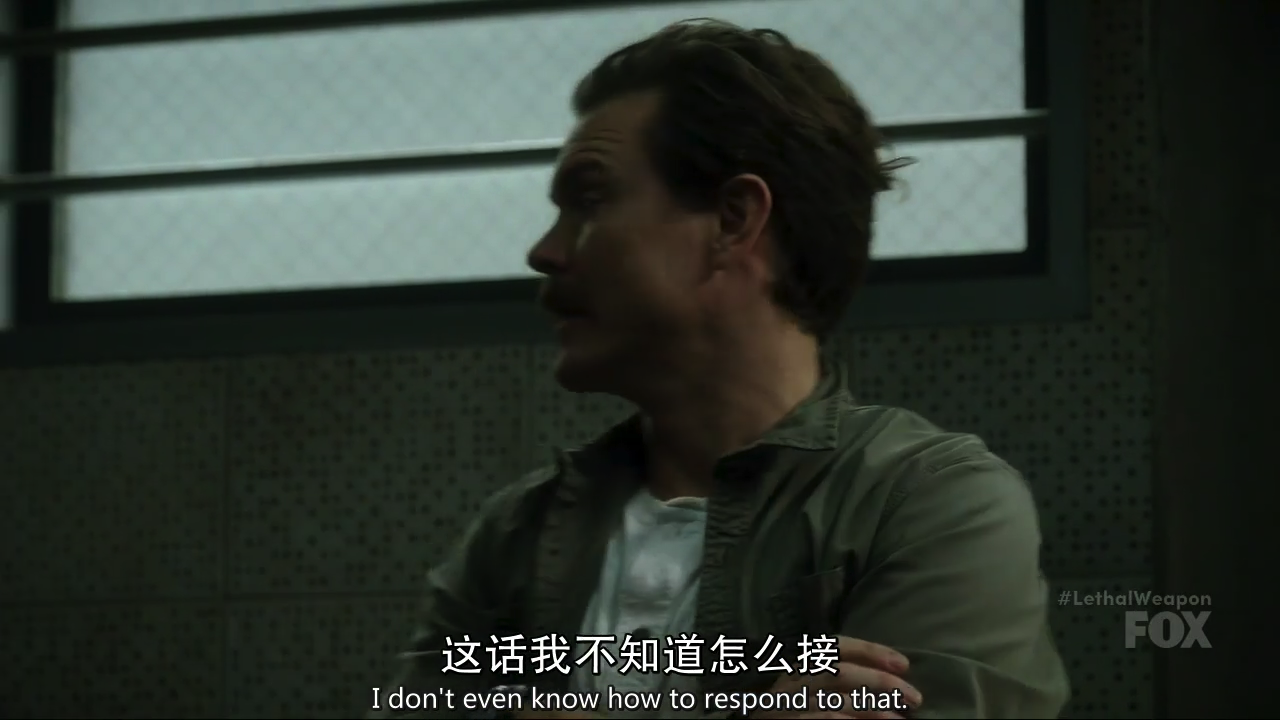 #LethalWeapon
FOX
这话我不知道怎么接
I don't even know how to respond to that.